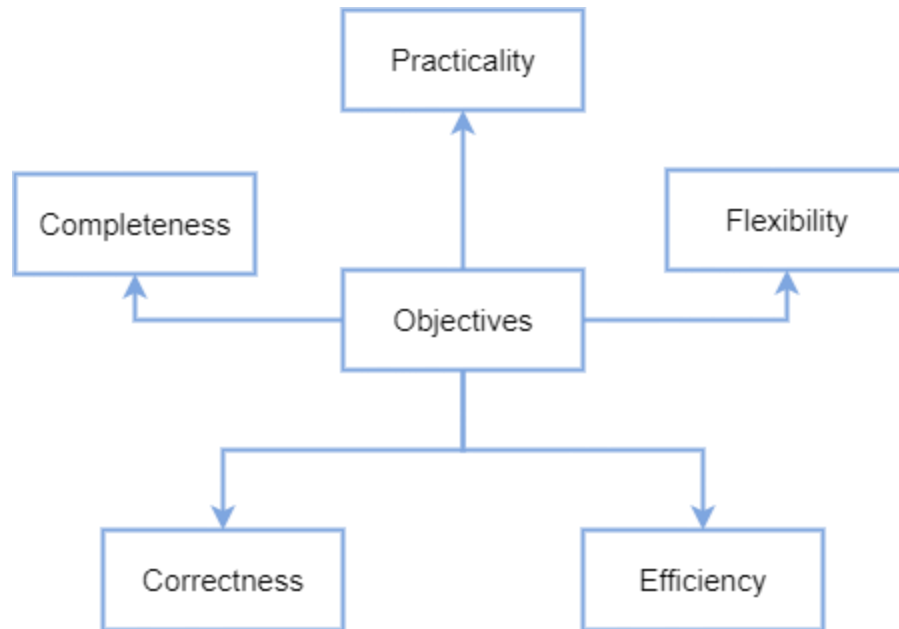 Practicality
Completeness
Flexibility
Objectives
Correctness
Efficiency